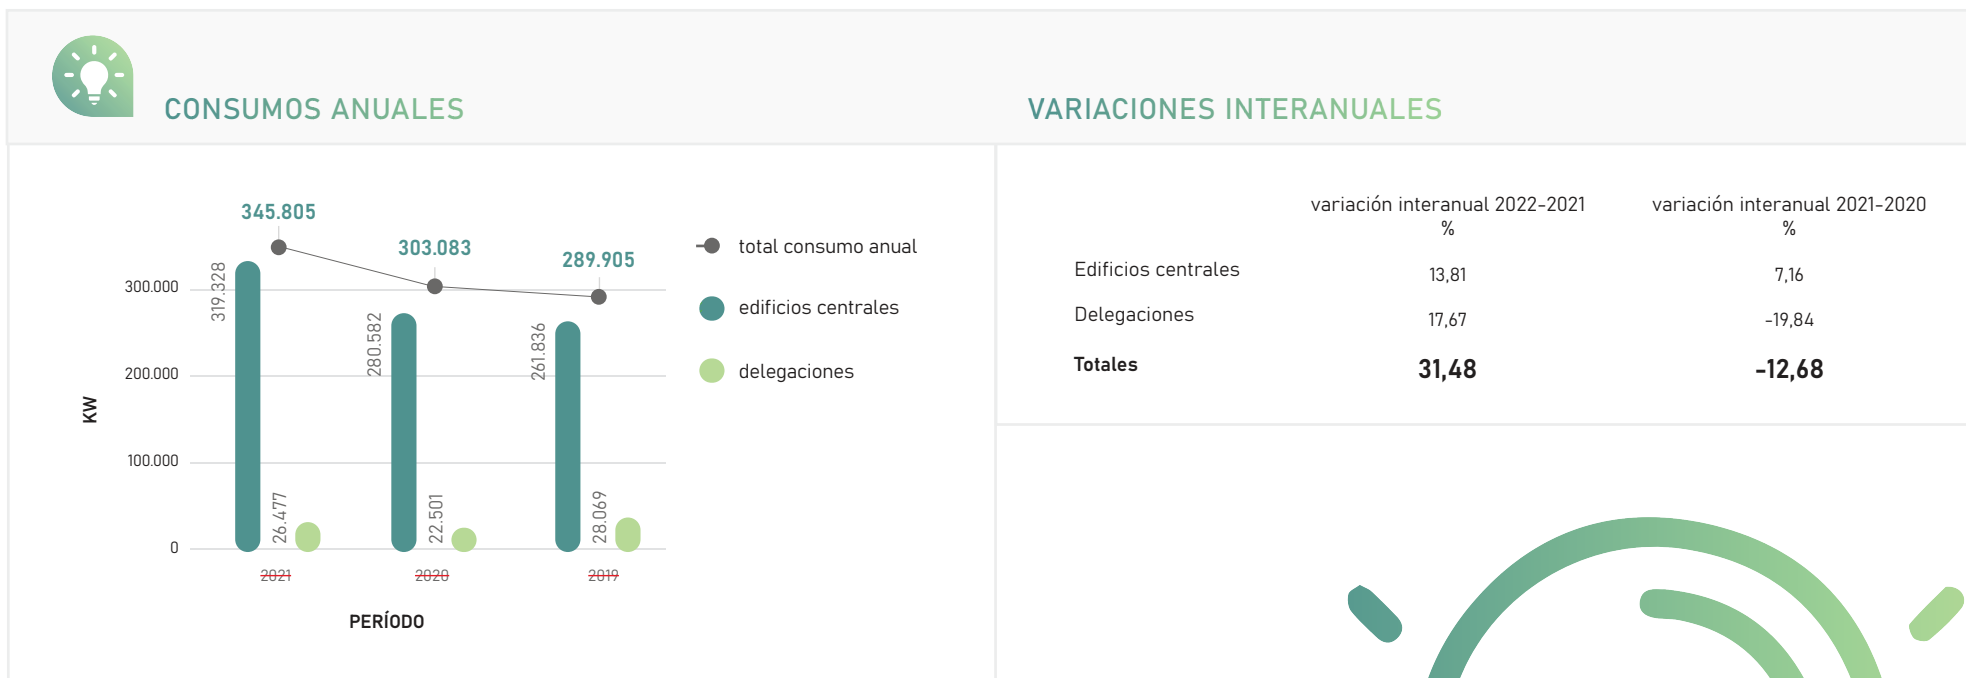 CONSUMOS ANUALES
VARIACIONES INTERANUALES
345.805
303.083
289.905
319.328
280.582
261.836
26.477
22.501
28.069
300.000
200.000
100.000
0
KW
2021
2020
2019
PERÍODO
total consumo anual
edificios centrales
delegaciones
variación interanual 2022-2021
%
variación interanual 2021-2020
%
Edificios centrales 13,81 7,16
Delegaciones 17,67 -19,84
Totales 31,48 -12,68